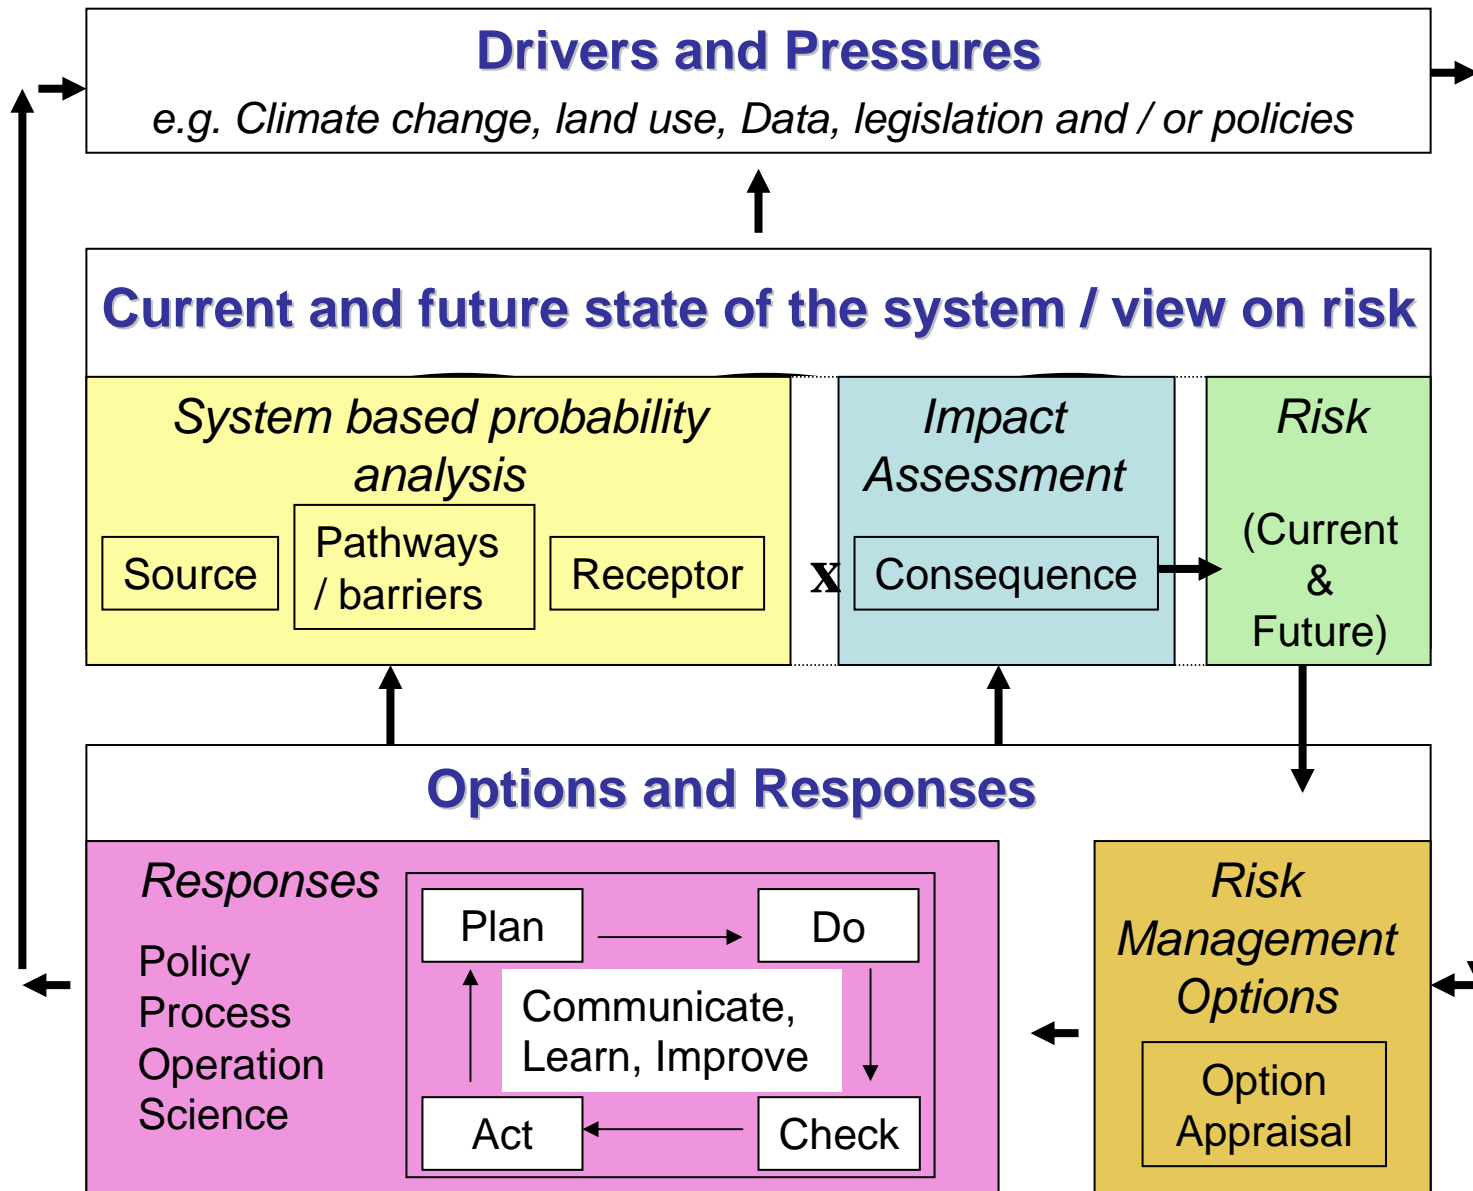 Drivers and Pressures
e.g. Climate change, land use, Data, legislation and / or policies
Current and future state of the system / view on risk
System based probability
analysis
Source
Pathways
/ barriers
Receptor
x
Impact
Assessment
Consequence
Risk
(Current
&
Future)
Options and Responses
Responses
Policy
Process
Operation
Science
Plan
Do
Communicate,
Learn, Improve
Act
Check
Risk
Management
Options
Option
Appraisal